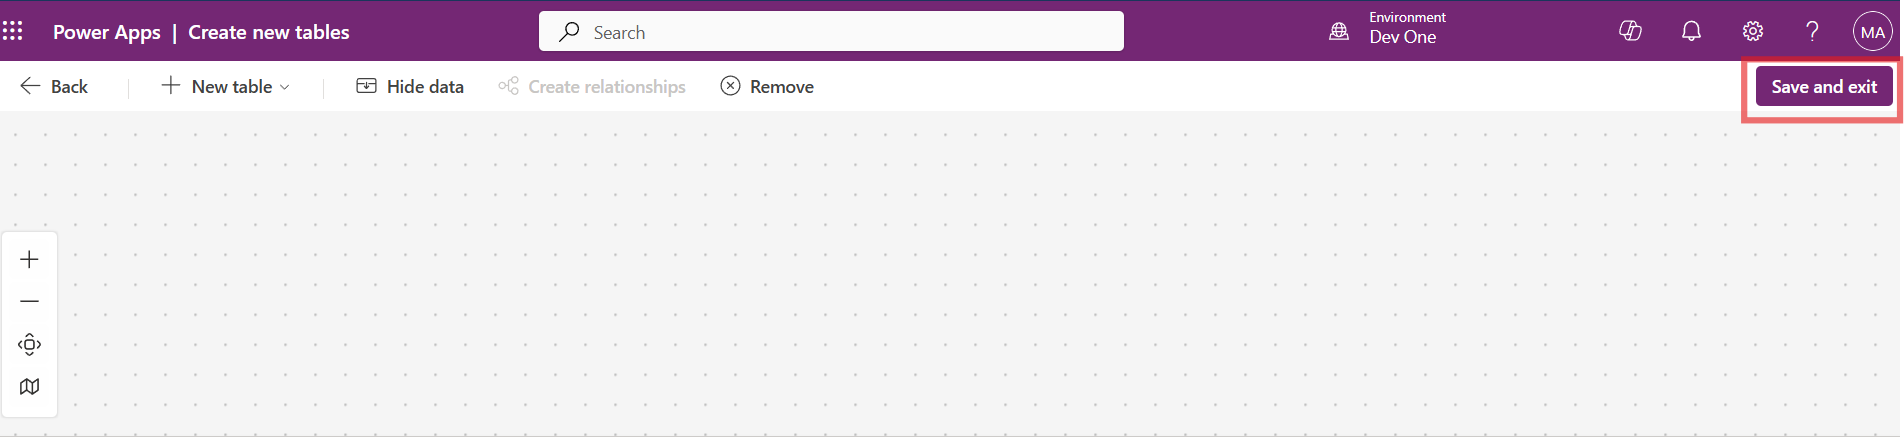 Power Apps | Create new tables
Search
Environment
Dev One
MA
Back
New table
Hide data
Create relationships
Remove
Save and exit